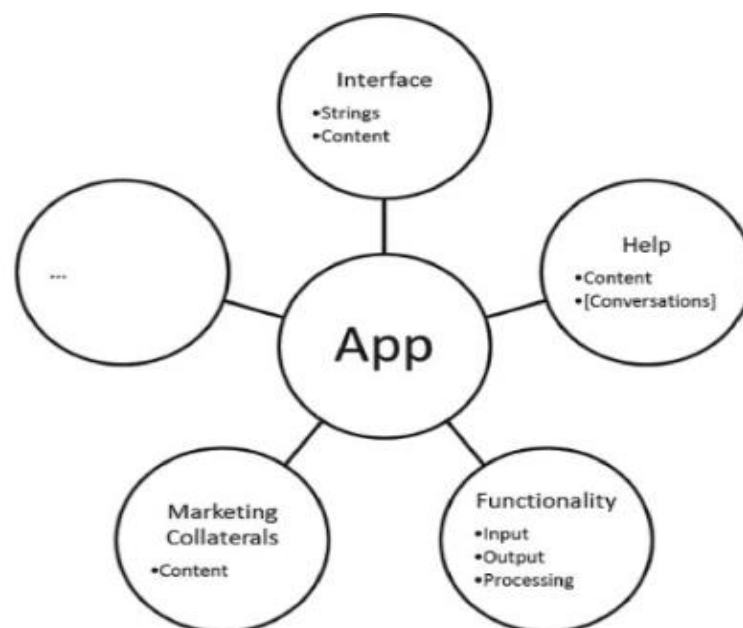 Interface
•Strings
•Content
Help
•Content
•[Conversations]
...
App
Marketing
Collaterals
•Content
Functionality
•Input
•Output
•Processing